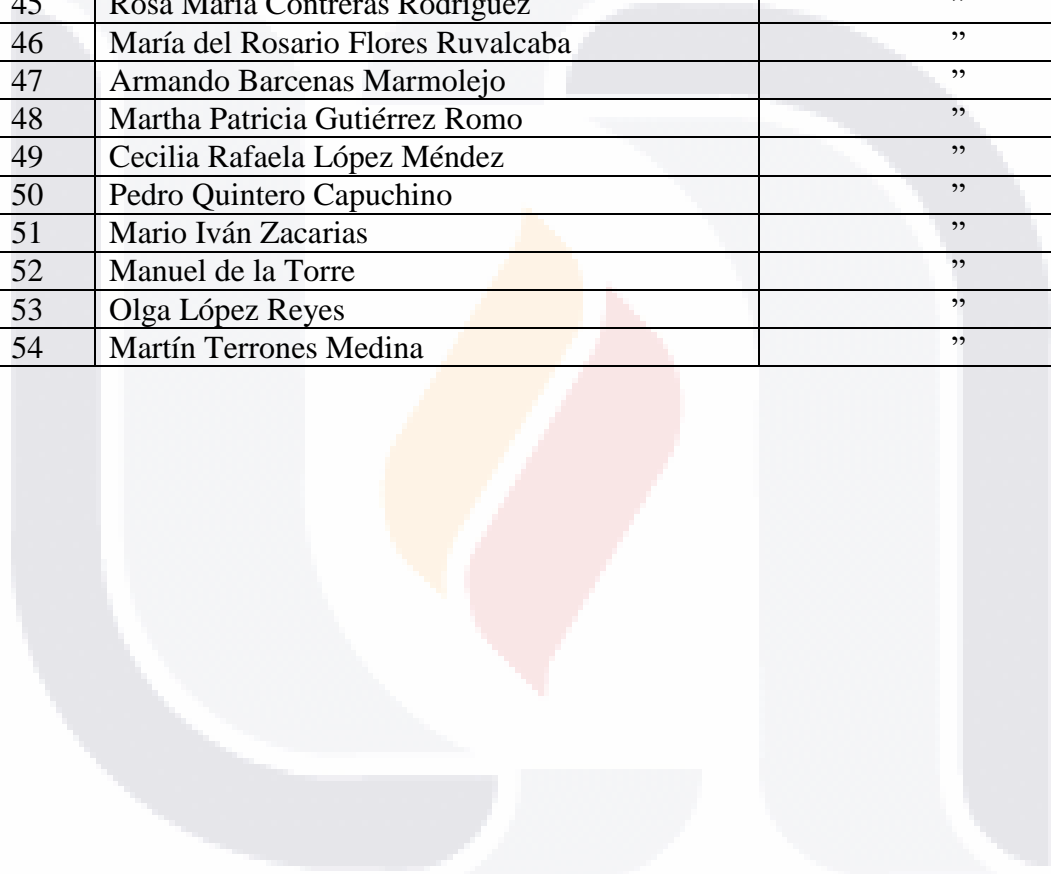 45 Rosa María Contreras Rodríguez ”
46 María del Rosario Flores Ruvalcaba ”
47 Armando Barcenas Marmolejo ”
48 Martha Patricia Gutiérrez Romo ”
49 Cecilia Rafaela López Méndez ”
50 Pedro Quintero Capuchino ”
51 Mario Iván Zacarias ”
52 Manuel de la Torre ”
53 Olga López Reyes ”
54 Martín Terrones Medina ”